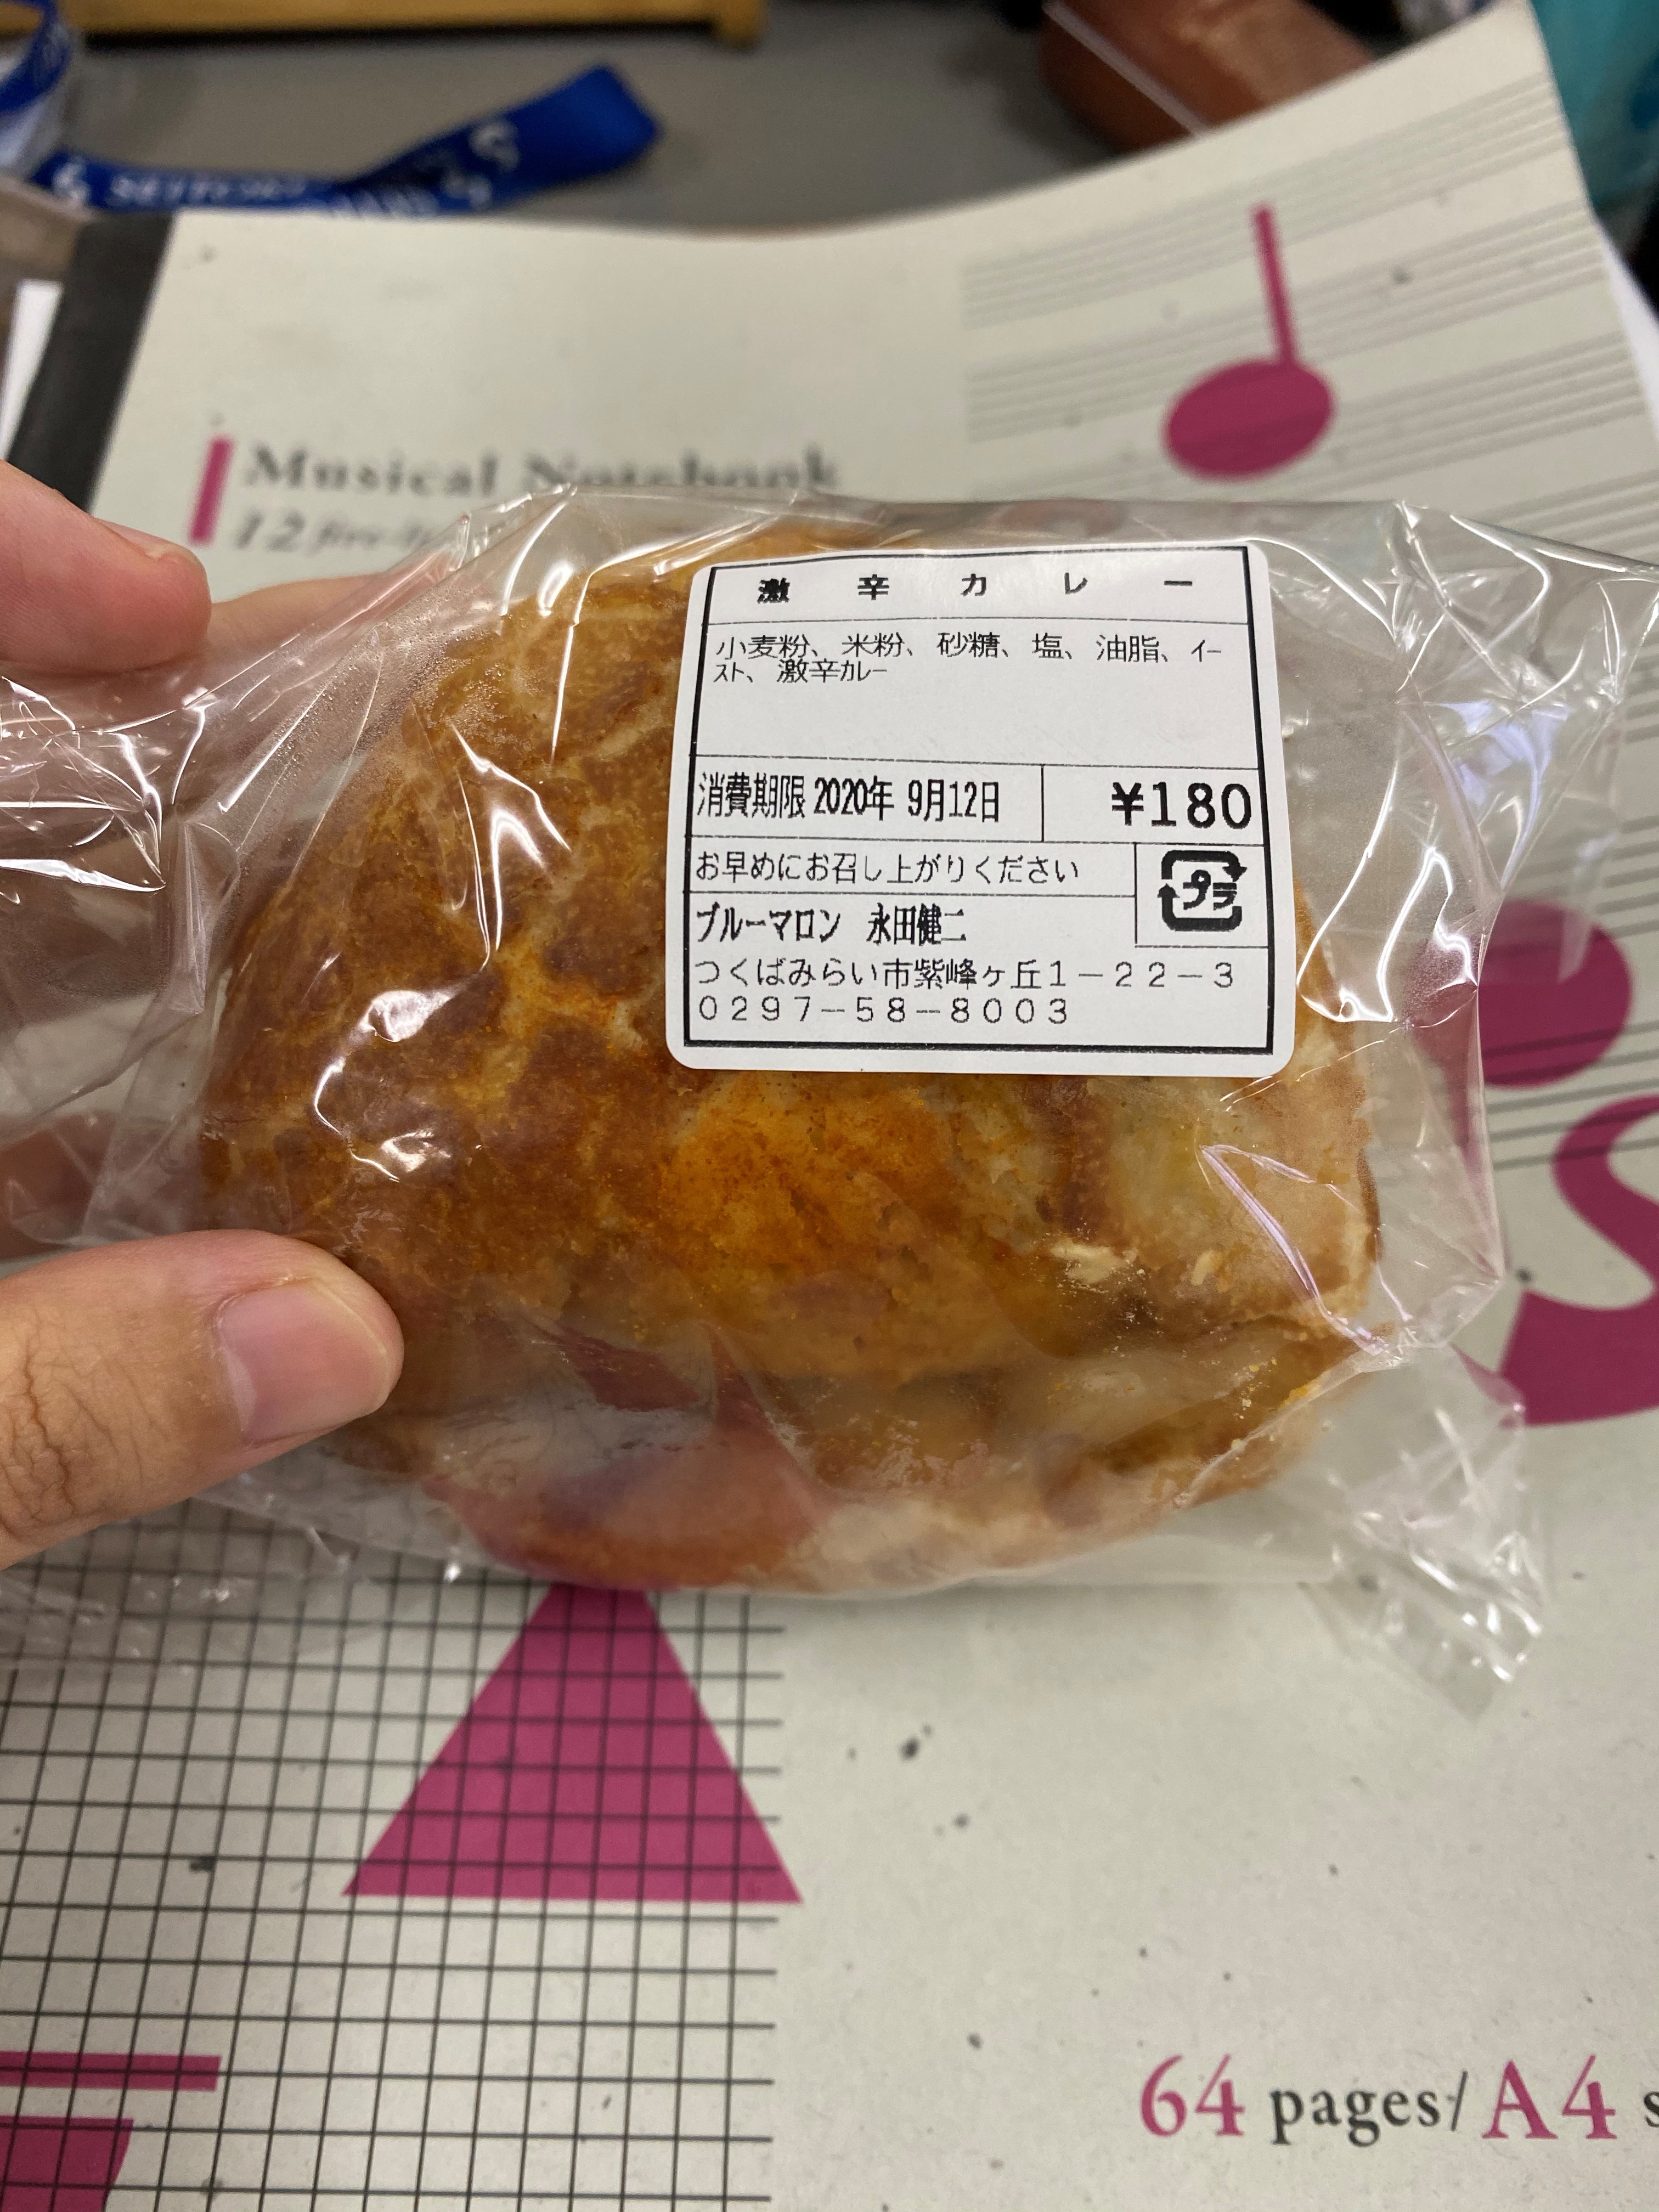 Musical Notebook
12
激辛カレー
小麦粉、米粉、砂糖、塩、油脂、イー
スト、激辛カレー
消費期限 2020年 9月12日
¥180
お早めにお召し上がりください
プラ
ブルーマロン 永田健二
つくばみらい市紫峰ヶ丘1－22－3
0297－58－8003
64 pages/A4 s